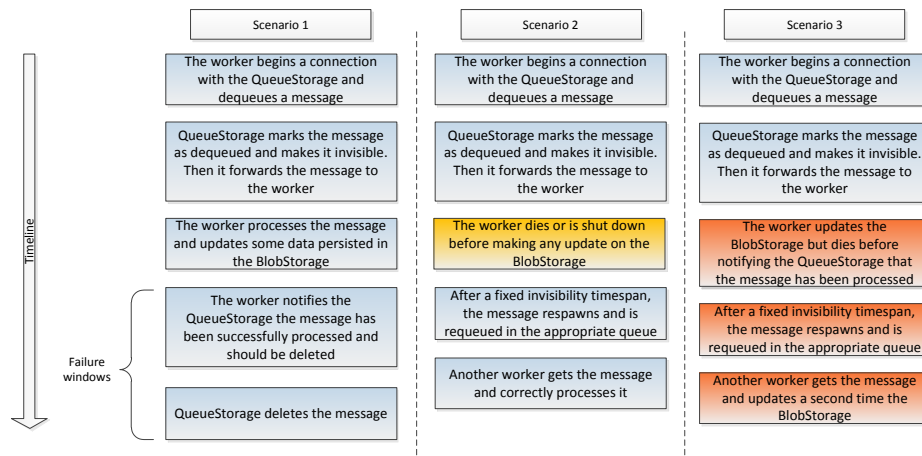 Scenario 1
Scenario 2
Scenario 3
Timeline
The worker begins a connection
with the QueueStorage and
dequeues a message
QueueStorage marks the message
as dequeued and makes it invisible.
Then it forwards the message to
the worker
The worker processes the message
and updates some data persisted in
the BlobStorage
The worker notifies the
QueueStorage the message has
been successfully processed and
should be deleted
QueueStorage deletes the message
Failure
windows
The worker begins a connection
with the QueueStorage and
dequeues a message
QueueStorage marks the message
as dequeued and makes it invisible.
Then it forwards the message to
the worker
The worker dies or is shut down
before making any update on the
BlobStorage
After a fixed invisibility timespan,
the message respawns and is
requeued in the appropriate queue
Another worker gets the message
and correctly processes it
The worker begins a connection
with the QueueStorage and
dequeues a message
QueueStorage marks the message
as dequeued and makes it invisible.
Then it forwards the message to
the worker
The worker updates the
BlobStorage but dies before
notifying the QueueStorage that
the message has been processed
After a fixed invisibility timespan,
the message respawns and is
requeued in the appropriate queue
Another worker gets the message
and updates a second time the
BlobStorage